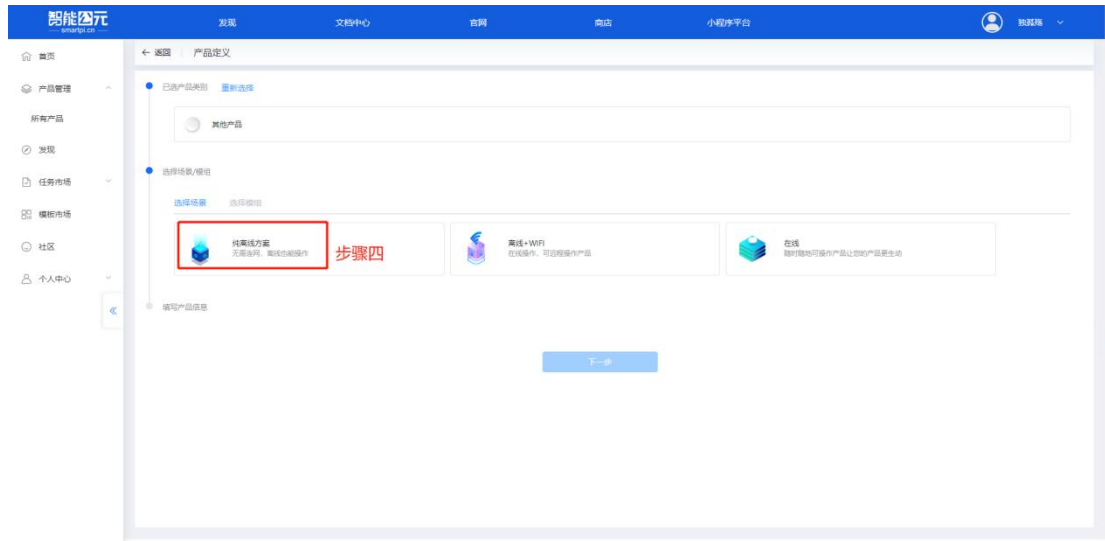 智能公元
smartpi.cn
发现
文档中心
官网
商店
小程序平台
首页
产品管理
所有产品
发现
任务市场
模板市场
社区
个人中心
← 返回
产品定义
已选产品类别 重新选择
其他产品
选择场景/模组
选择场景 选择模组
纯离线方案
无需连网，离线也能操作
步骤四
离线+WIFI
在线操作，可远程操作产品
在线
随时随地可操作产品让您的产品更生动
填写产品信息
下一步